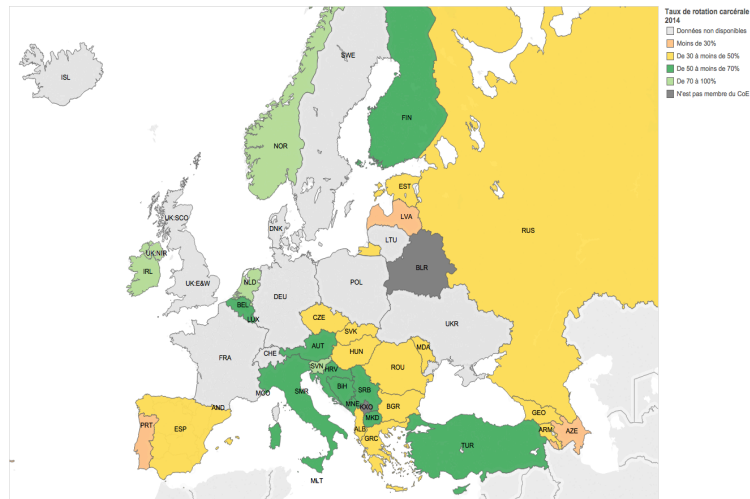 Taux de rotation carcérale
2014
Données non disponibles
Moins de 30%
De 30 à moins de 50%
De 50 à moins de 70%
De 70 à 100%
N'est pas membre du CoE
ISL
SWE
FIN
NOR
EST
RUS
LVA
UK:SCO
DNK
LTU
UK:NIR
BLR
IRL
NLD
UK:E&W
DEU
POL
BEL
LUX
CZE
UKR
SVK
AUT
MDA
HUN
FRA
CHE
SVN
ROU
HRV
BiH
SRB
SMR
MCO
MNE
KXO
BGR
AND
MKD
GEO
PRT
ALB
ESP
ARM
AZE
GRC
TUR
MLT